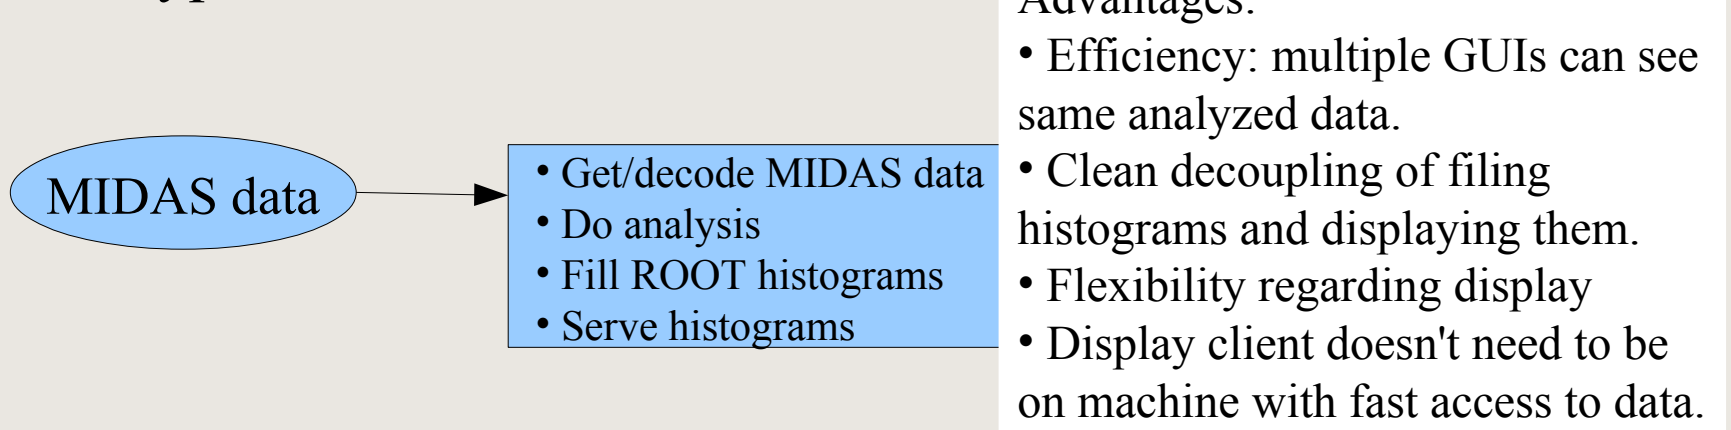 Advantages:
MIDAS data
• Get/decode MIDAS data
• Do analysis
• Fill ROOT histograms
• Serve histograms
• Efficiency: multiple GUIs can see
same analyzed data.
• Clean decoupling of filing
histograms and displaying them.
• Flexibility regarding display
• Display client doesn't need to be
on machine with fast access to data.